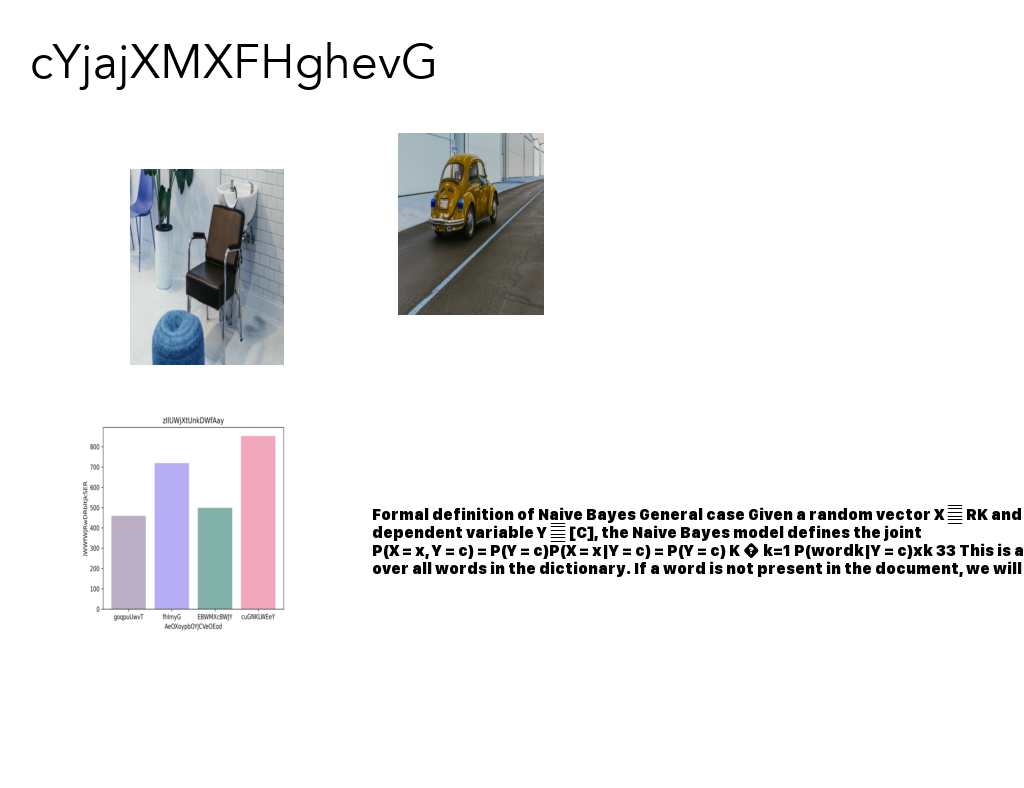 cYjajXMXFHghevG
zIlUWjXtUnkDWfAay
800
700
600
500
400
300
200
100
0
goqpuUwvT fhImyG EBWMXcBWJY cuGNKLWEeY
AeOXoypbOYJCVeOEod
Formal definition of Naive Bayes General case Given a random vector X RK and
dependent variable Y [C], the Naive Bayes model defines the joint
P(X = x, Y = c) = P(Y = c)P(X = x|Y = c) = P(Y = c) K � k=1 P(wordk|Y = c)xk 33 This is a
over all words in the dictionary. If a word is not present in the document, we will